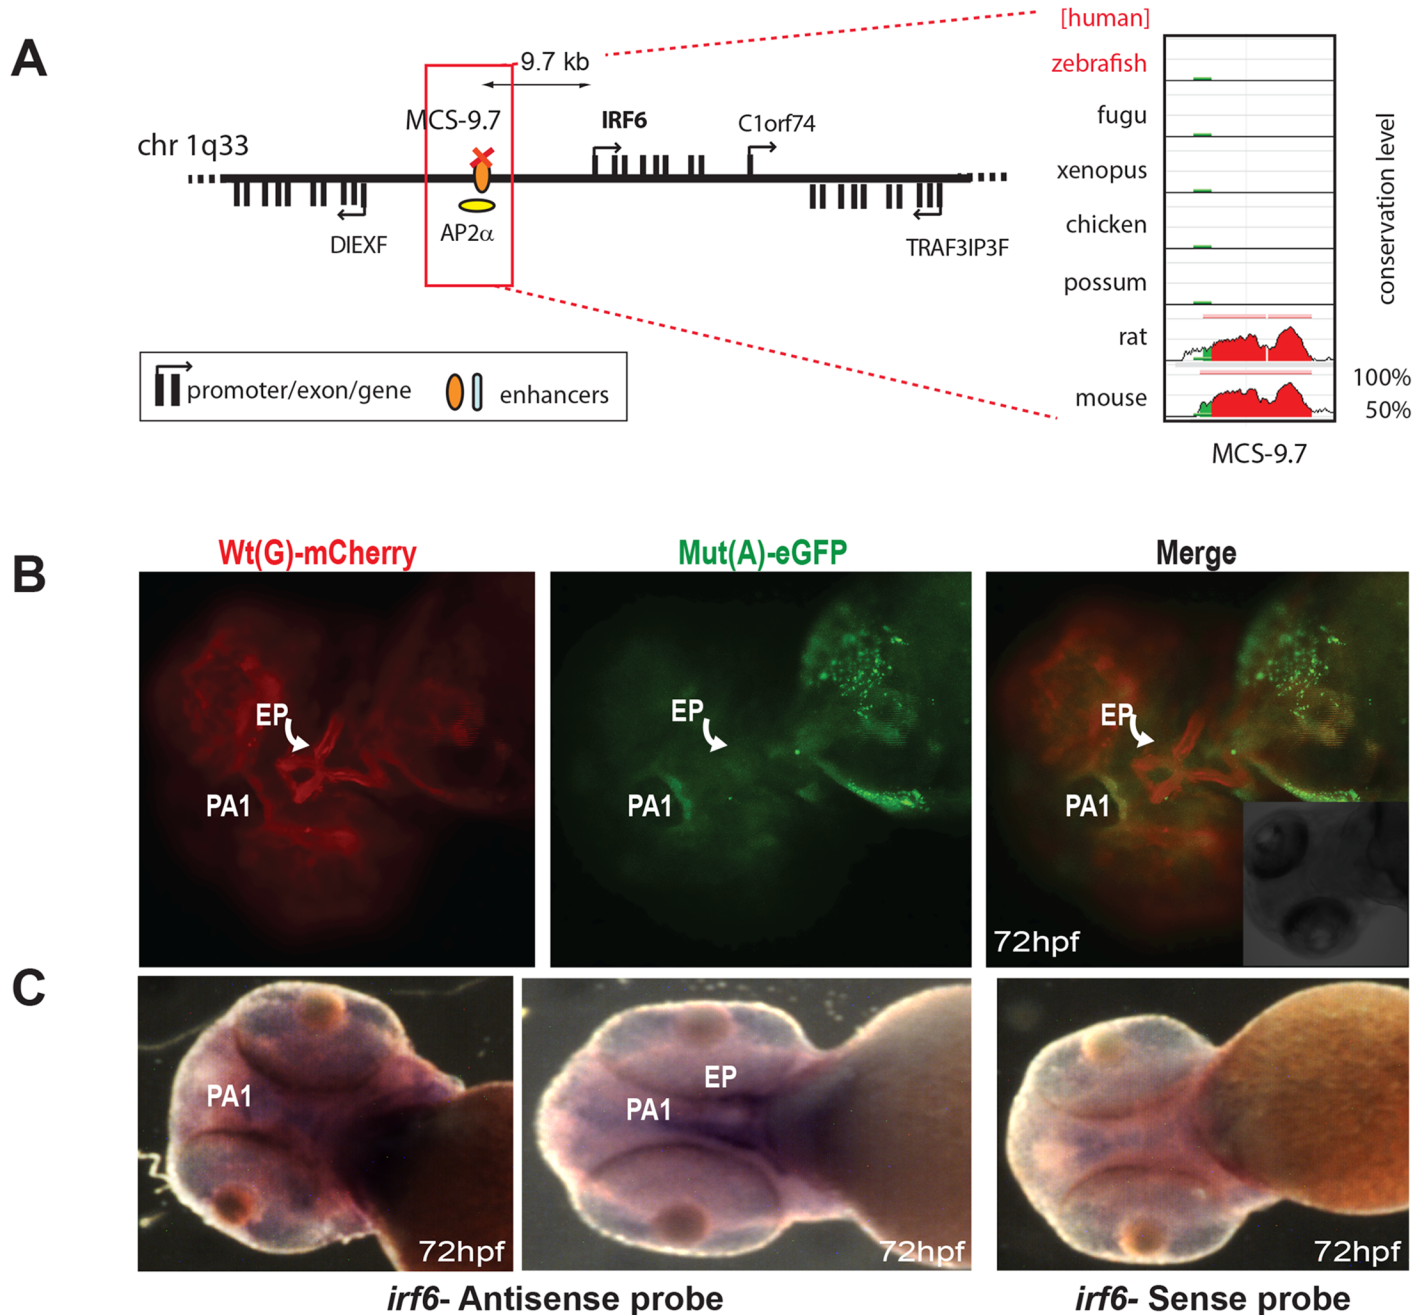 A
chr 1q33
MCS-9.7
9.7 kb
IRF6
C1orf74
DIEXF
AP2α
TRAF3IP3F
promoter/exon/gene
enhancers
[human]
zebrafish
fugu
xenopus
chicken
possum
rat
mouse
conservation level
100%
50%
MCS-9.7
B
Wt(G)-mCherry
Mut(A)-eGFP
Merge
EP
PA1
EP
PA1
EP
PA1
72hpf
C
PA1
72hpf
EP
PA1
72hpf
72hpf
irf6- Antisense probe
irf6- Sense probe